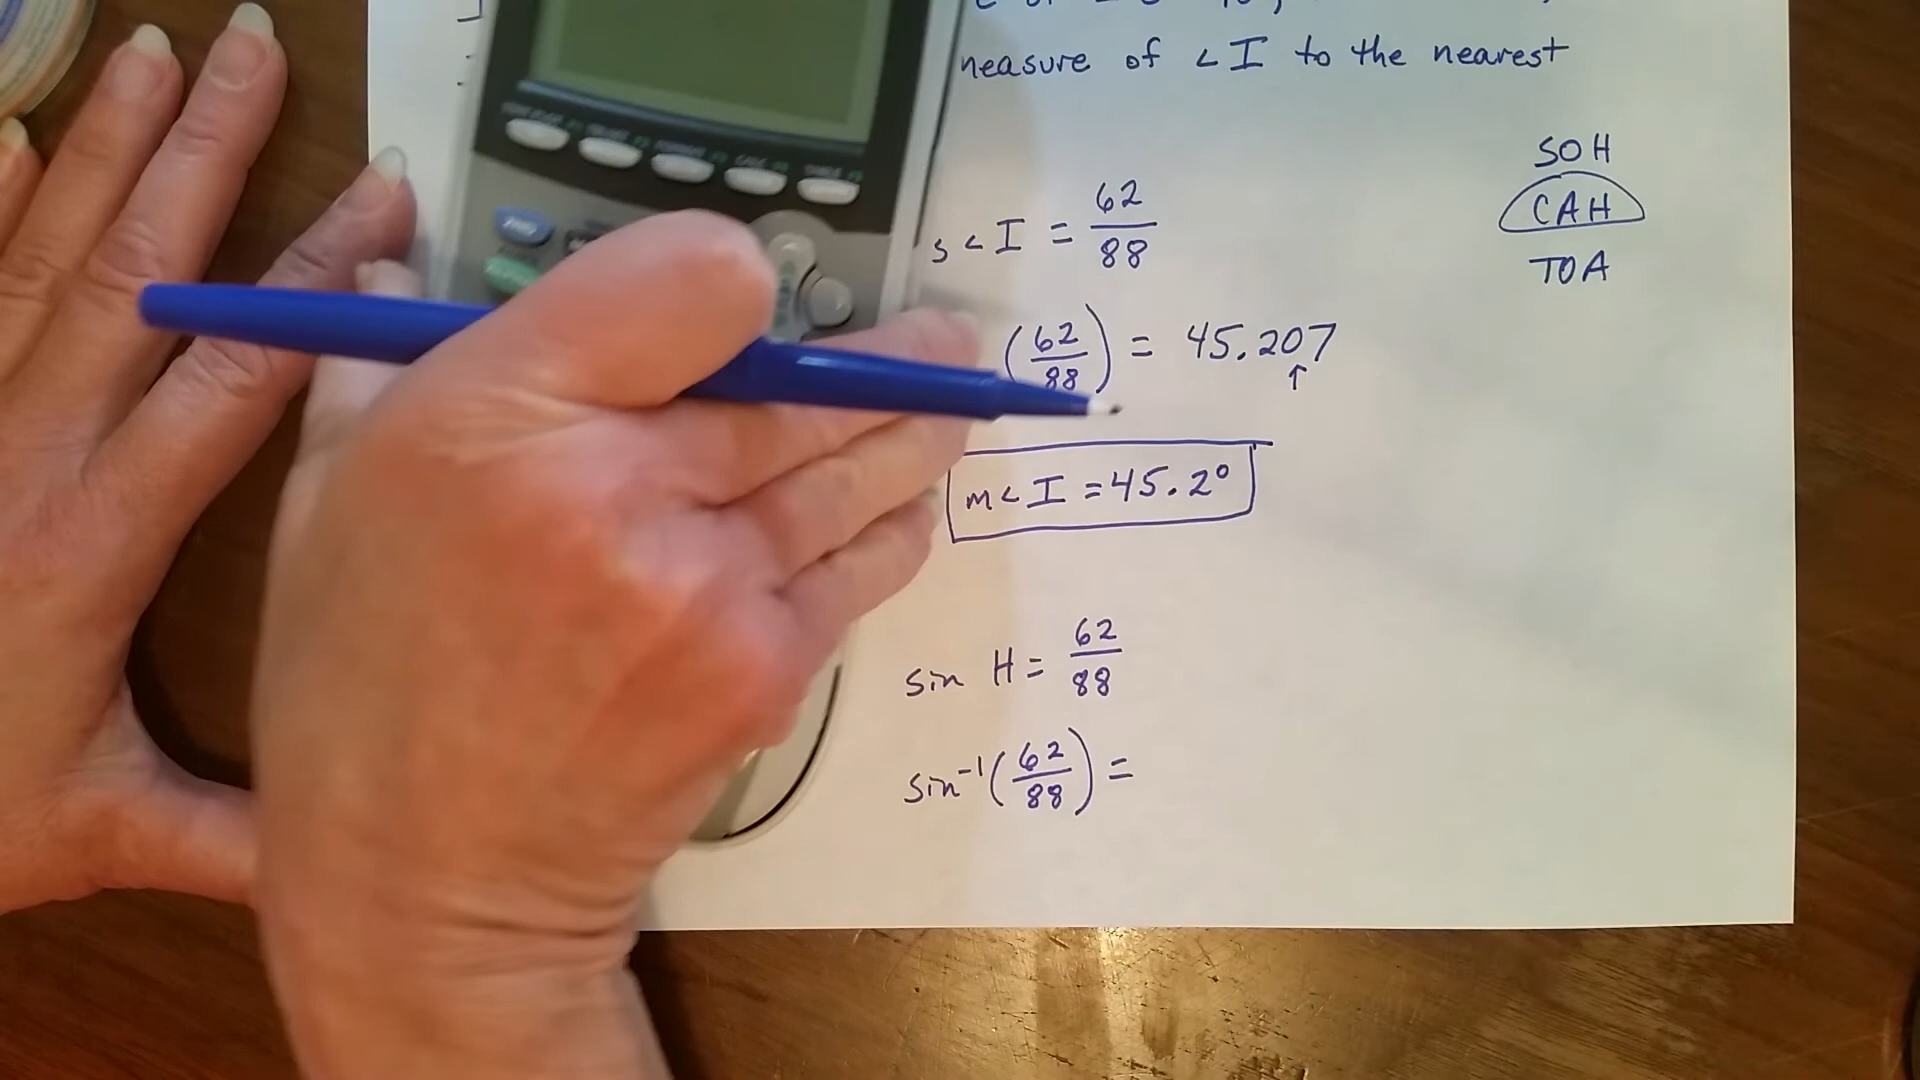 measure of ∠I to the nearest
SOH
CAH
TOA
s∠I = 62/88
(62/88) = 45.207
↑
m∠I = 45.2°
sin H = 62/88
sin⁻¹(62/88) =